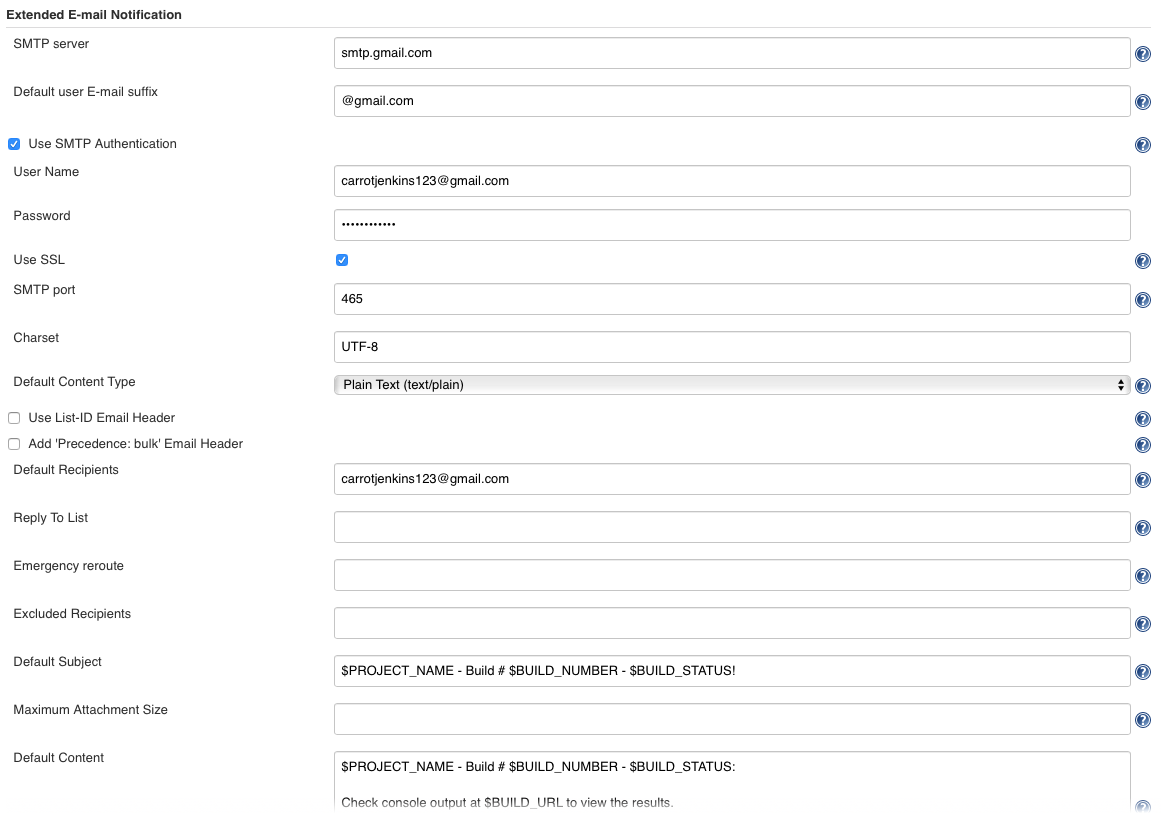 Extended E-mail Notification
SMTP server
smtp.gmail.com
Default user E-mail suffix
@gmail.com
Use SMTP Authentication
User Name
carrotjenkins123@gmail.com
Password
••••••••••••
Use SSL
SMTP port
465
Charset
UTF-8
Default Content Type
Plain Text (text/plain)
Use List-ID Email Header
Add 'Precedence: bulk' Email Header
Default Recipients
carrotjenkins123@gmail.com
Reply To List
Emergency reroute
Excluded Recipients
Default Subject
$PROJECT_NAME - Build # $BUILD_NUMBER - $BUILD_STATUS!
Maximum Attachment Size
Default Content
$PROJECT_NAME - Build # $BUILD_NUMBER - $BUILD_STATUS:
Check console output at $BUILD_URL to view the results.